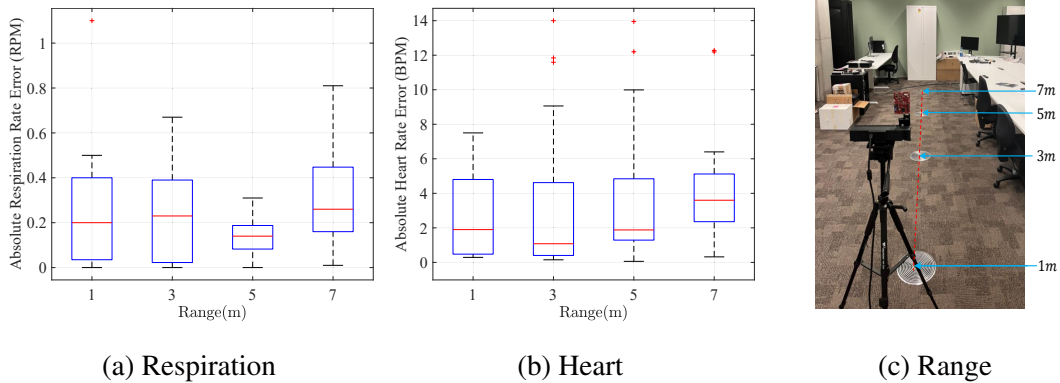 Absolute Respiration Rate Error (RPM)
1
0.8
0.6
0.4
0.2
0
1 3 5 7
Range(m)
(a) Respiration
Absolute Heart Rate Error (BPM)
14
12
10
8
6
4
2
0
1 3 5 7
Range(m)
(b) Heart
7m
5m
3m
1m
(c) Range